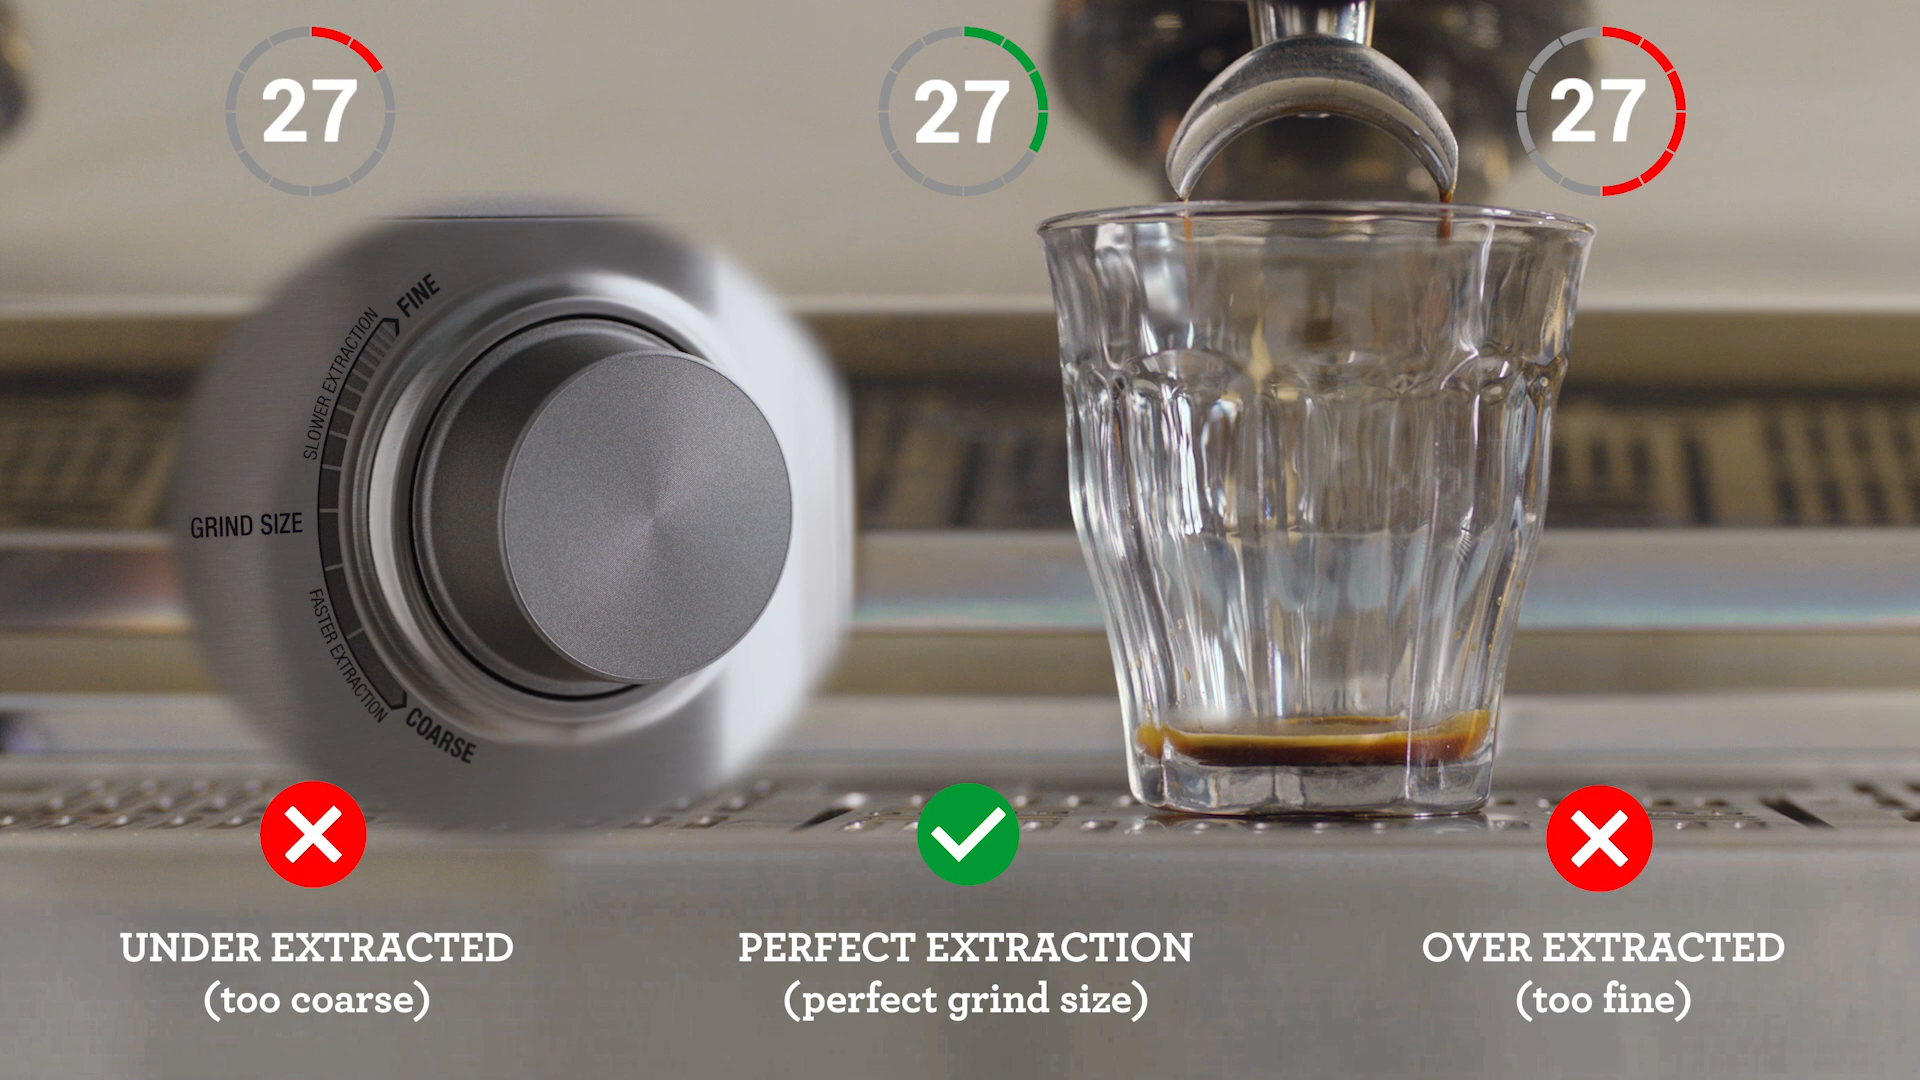 27
27
27
FINE
SLOWER EXTRACTION
GRIND SIZE
FASTER EXTRACTION
COARSE
UNDER EXTRACTED
(too coarse)
PERFECT EXTRACTION
(perfect grind size)
OVER EXTRACTED
(too fine)